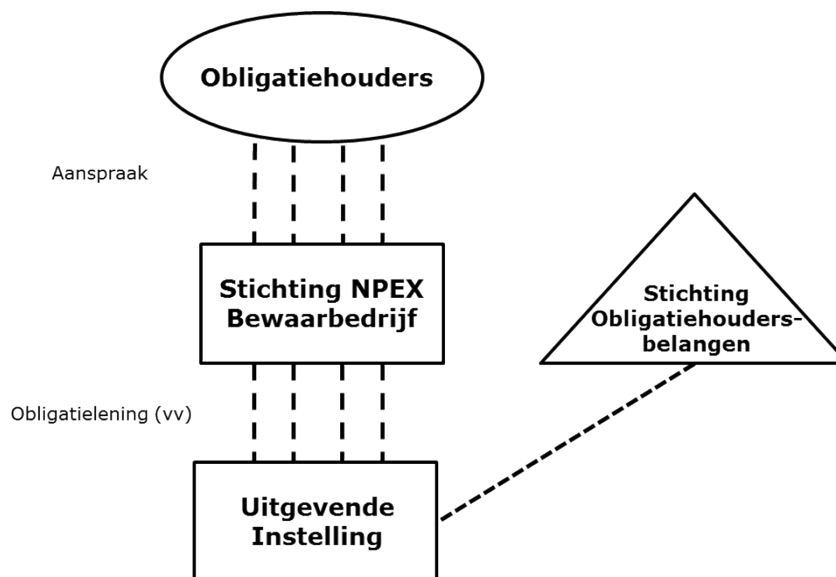 Obligatiehouders
Aanspraak
Stichting NPEX
Bewaarbedrijf
Stichting
Obligatiehouders-
belangen
Obligatielening (vv)
Uitgevende
Instelling